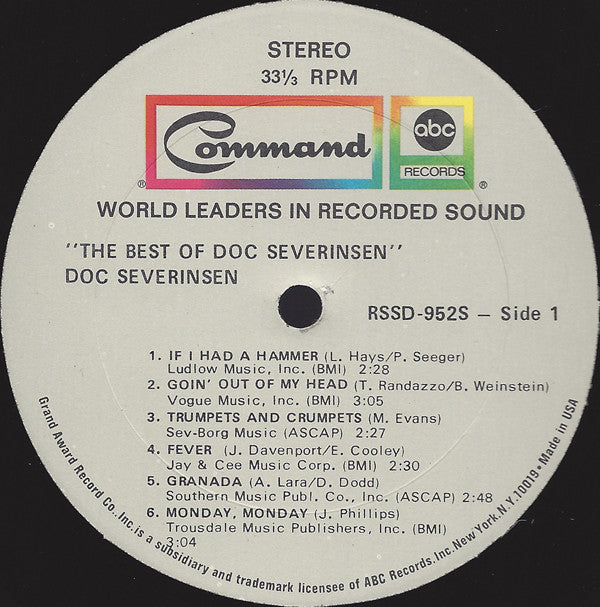 STEREO
33⅓ RPM
Command
abc
RECORDS
® ®
WORLD LEADERS IN RECORDED SOUND
"THE BEST OF DOC SEVERINSEN"
DOC SEVERINSEN
RSSD-952S — Side 1
1. IF I HAD A HAMMER (L. Hays/P. Seeger)
Ludlow Music, Inc. (BMI) 2:28
2. GOIN' OUT OF MY HEAD (T. Randazzo/B. Weinstein)
Vogue Music, Inc. (BMI) 3:05
3. TRUMPETS AND CRUMPETS (M. Evans)
Sev-Borg Music (ASCAP) 2:27
4. FEVER (J. Davenport/E. Cooley)
Jay & Cee Music Corp. (BMI) 2:30
5. GRANADA (A. Lara/D. Dodd)
Southern Music Publ. Co., Inc. (ASCAP) 2:48
6. MONDAY, MONDAY (J. Phillips)
Trousdale Music Publishers, Inc. (BMI)
3:04
Grand Award Record Co., Inc. is a subsidiary and trademark licensee of ABC Records, Inc. New York, N.Y. 10019 • Made in USA